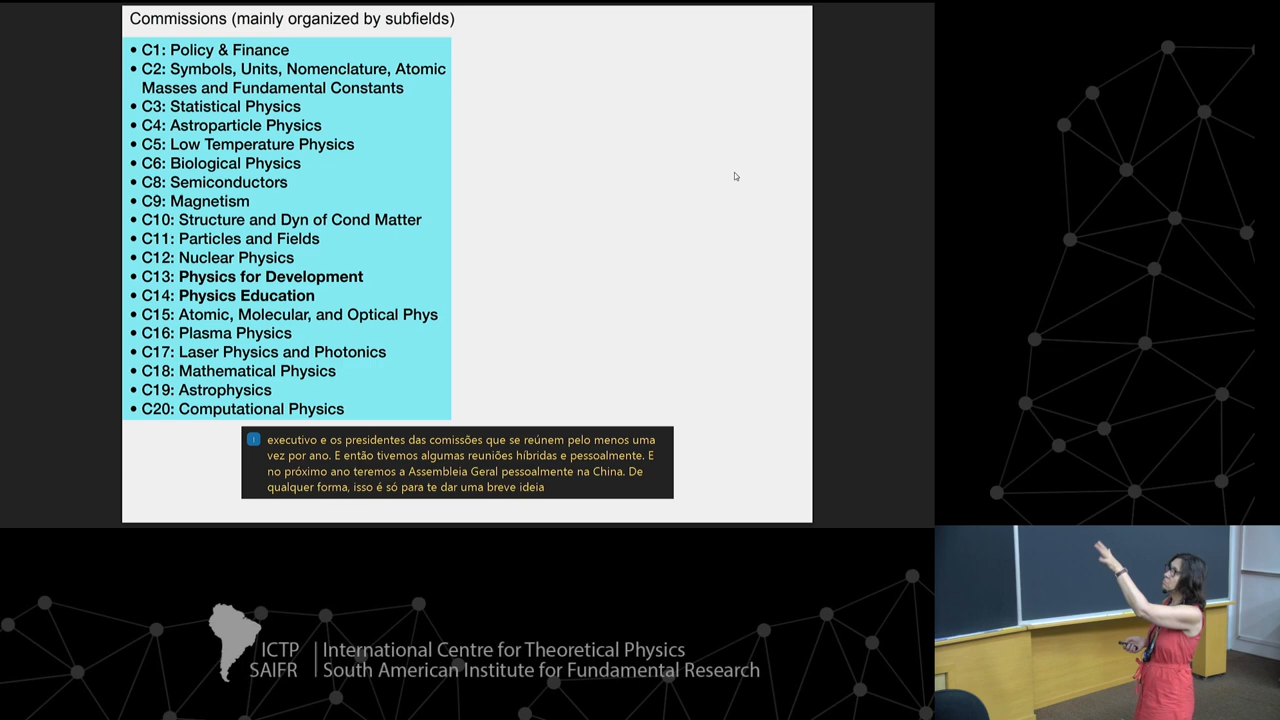 Commissions (mainly organized by subfields)
• C1: Policy & Finance
• C2: Symbols, Units, Nomenclature, Atomic
Masses and Fundamental Constants
• C3: Statistical Physics
• C4: Astroparticle Physics
• C5: Low Temperature Physics
• C6: Biological Physics
• C8: Semiconductors
• C9: Magnetism
• C10: Structure and Dyn of Cond Matter
• C11: Particles and Fields
• C12: Nuclear Physics
• C13: Physics for Development
• C14: Physics Education
• C15: Atomic, Molecular, and Optical Phys
• C16: Plasma Physics
• C17: Laser Physics and Photonics
• C18: Mathematical Physics
• C19: Astrophysics
• C20: Computational Physics
executivo e os presidentes das comissões que se reúnem pelo menos uma
vez por ano. E então tivemos algumas reuniões híbridas e pessoalmente. E
no próximo ano teremos a Assembleia Geral pessoalmente na China. De
qualquer forma, isso é só para te dar uma breve ideia
ICTP | International Centre for Theoretical Physics
SAIFR | South American Institute for Fundamental Research